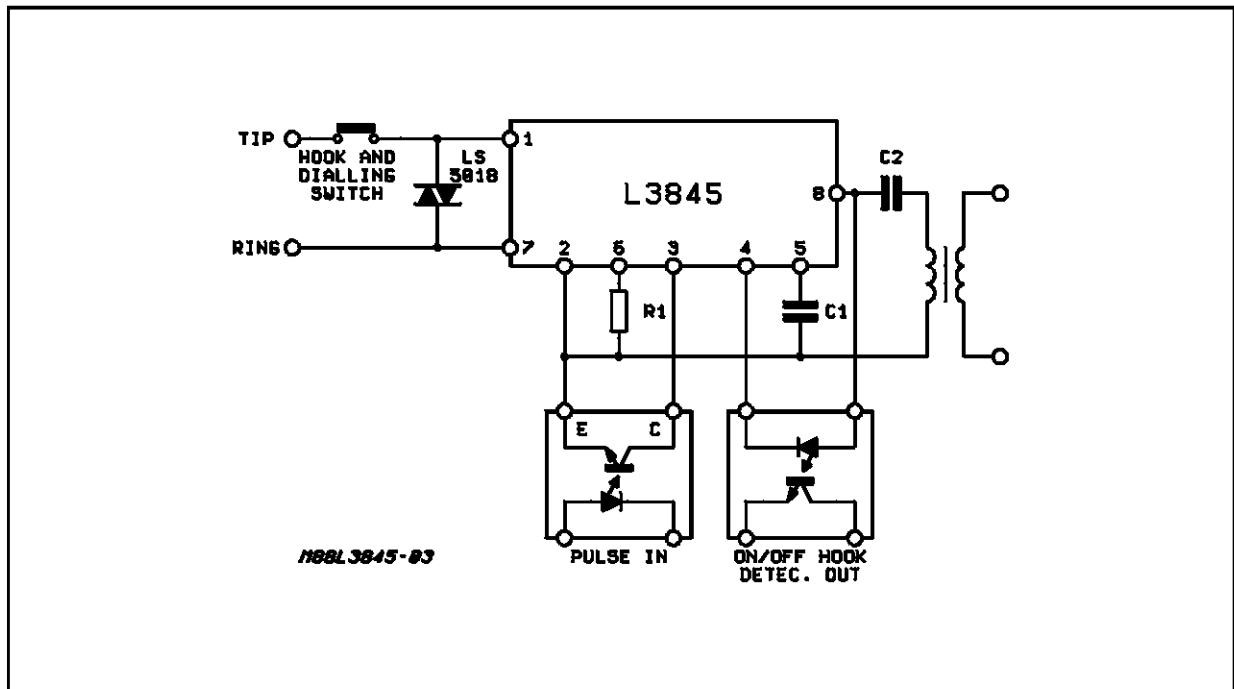 TIP
HOOK AND
DIALLING
SWITCH
LS
5018
RING
1
7
L3845
8
2
6
3
4
5
R1
C1
C2
E
C
PULSE IN
ON/OFF HOOK
DETEC. OUT
M88L3845-03